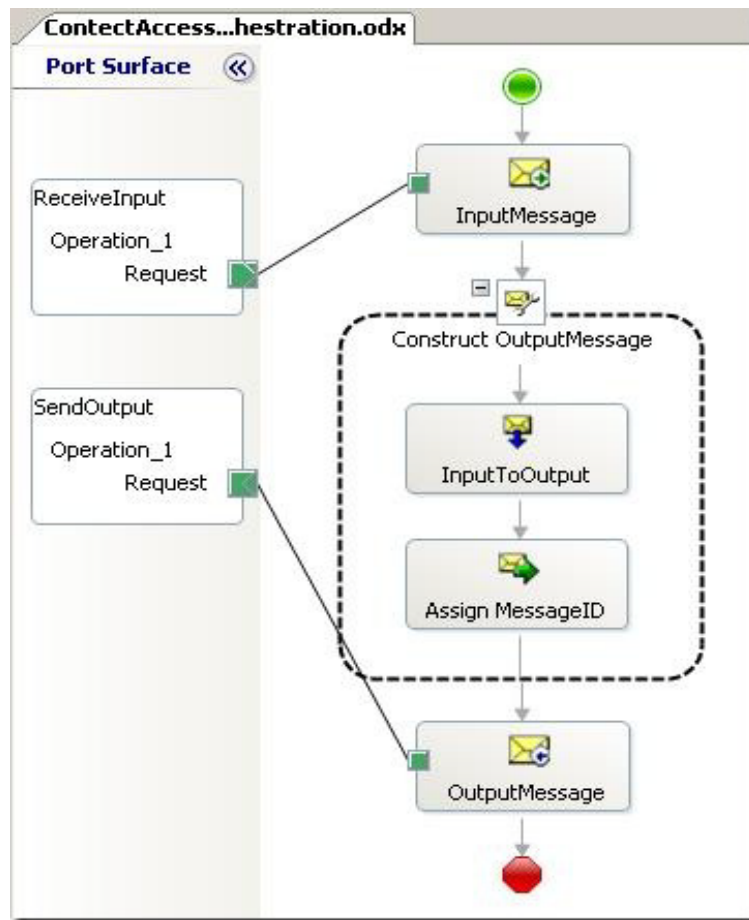 ContectAccess...hestration.odx
Port Surface
ReceiveInput
Operation_1
Request
SendOutput
Operation_1
Request
InputMessage
Construct OutputMessage
InputToOutput
Assign MessageID
OutputMessage